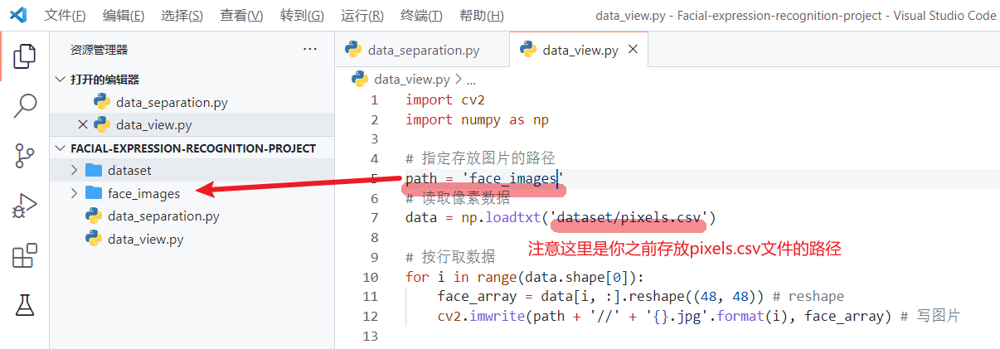 文件(F) 编辑(E) 选择(S) 查看(V) 转到(G) 运行(R) 终端(T) 帮助(H) data_view.py - Facial-expression-recognition-project - Visual Studio Code
资源管理器 ···
打开的编辑器
data_separation.py
data_view.py
FACIAL-EXPRESSION-RECOGNITION-PROJECT
dataset
face_images
data_separation.py
data_view.py
data_separation.py data_view.py
data_view.py > ...
1 import cv2
2 import numpy as np
3
4 # 指定存放图片的路径
5 path = 'face_images'
6 # 读取像素数据
7 data = np.loadtxt('dataset/pixels.csv')
8
注意这里是你之前存放pixels.csv文件的路径
9 # 按行取数据
10 for i in range(data.shape[0]):
11 face_array = data[i, :].reshape((48, 48)) # reshape
12 cv2.imwrite(path + '//' + '{}.jpg'.format(i), face_array) # 写图片
13